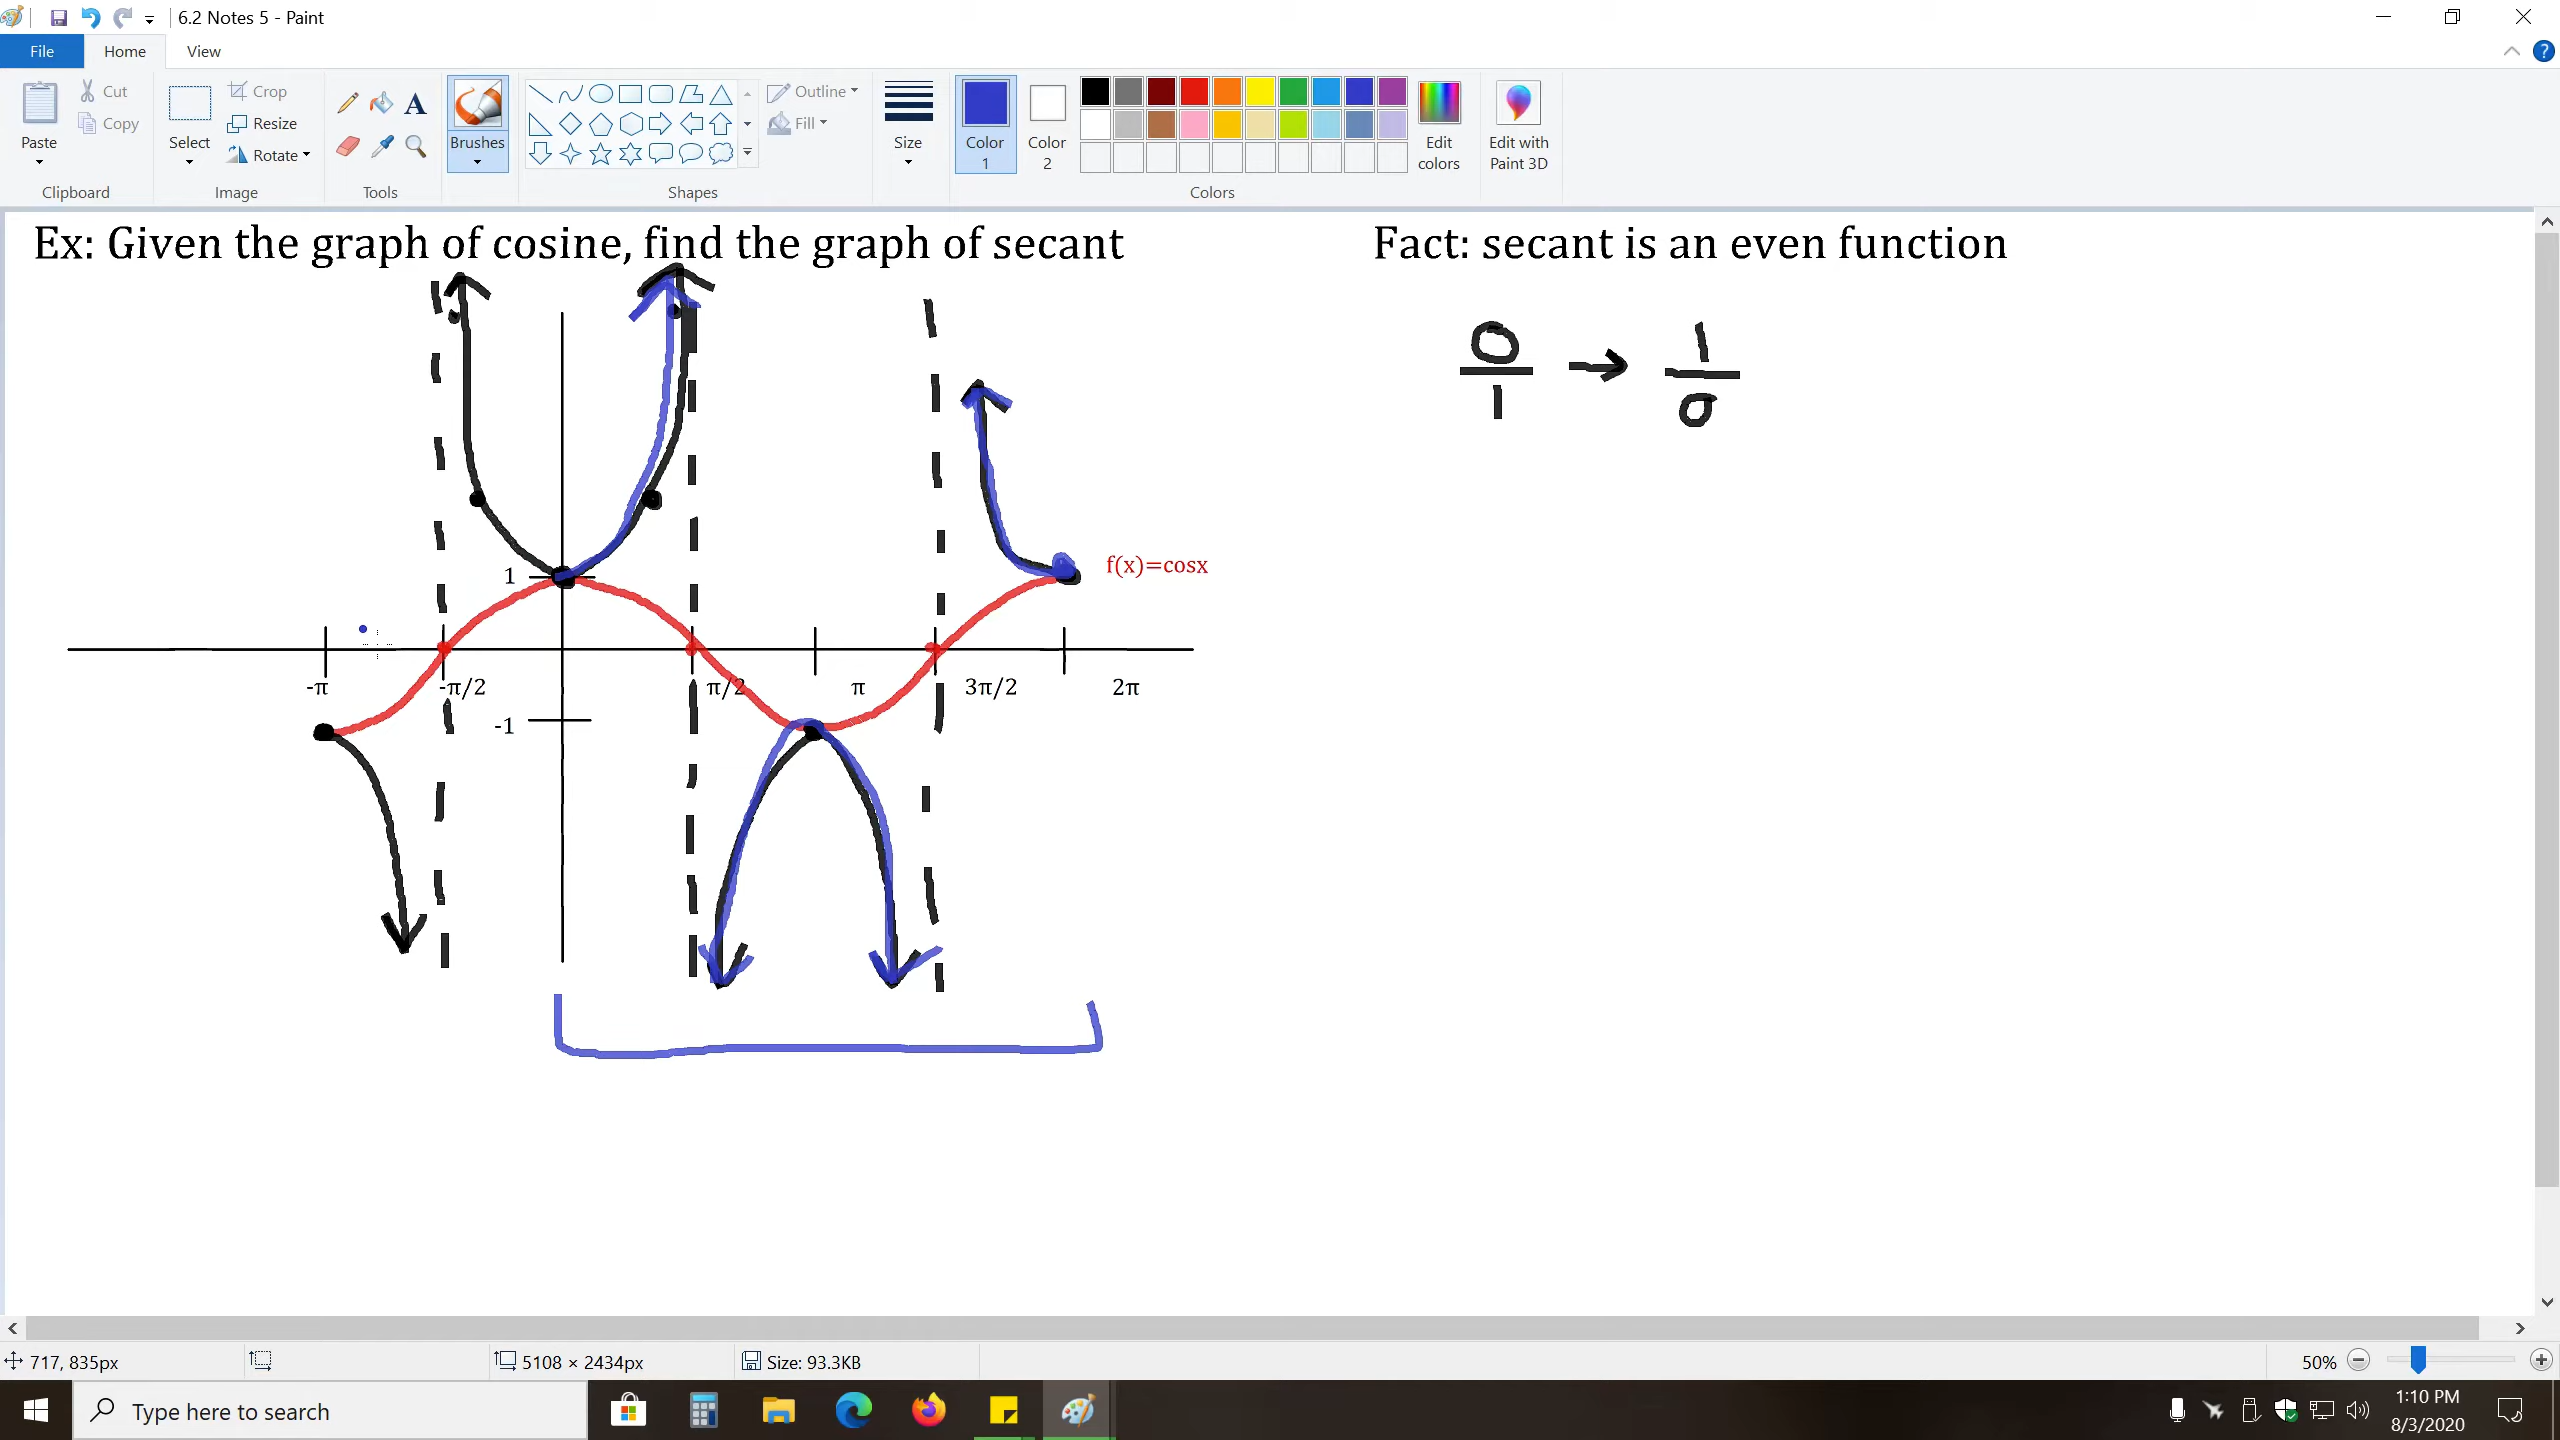 6.2 Notes 5 - Paint
File Home View
Paste
Cut
Copy
Clipboard
Select
Crop
Resize
Rotate
Image
A
Tools
Brushes
Outline
Fill
Shapes
Size
Color 1
Color 2
Edit colors
Colors
Edit with Paint 3D
Ex: Given the graph of cosine, find the graph of secant
Fact: secant is an even function
0/1 → 1/0
1
f(x)=cosx
-π -π/2 π/2 π 3π/2 2π
-1
717, 835px 5108 × 2434px Size: 93.3KB 50%
Type here to search
1:10 PM
8/3/2020